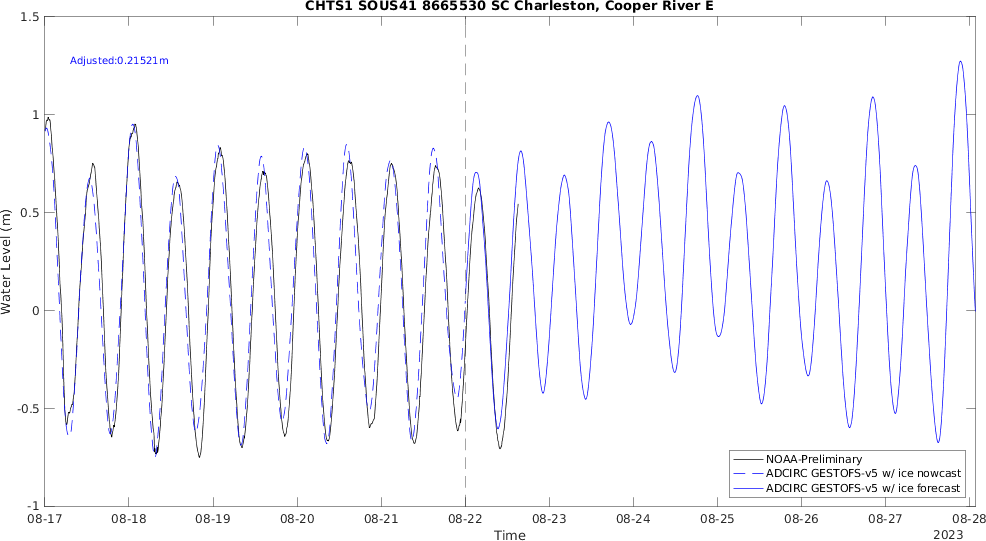 CHTS1 SOUS41 8665530 SC Charleston, Cooper River E
1.5
Adjusted:0.21521m
1
0.5
0
-0.5
-1
Water Level (m)
NOAA-Preliminary
ADCIRC GESTOFS-v5 w/ ice nowcast
ADCIRC GESTOFS-v5 w/ ice forecast
08-17 08-18 08-19 08-20 08-21 08-22 08-23 08-24 08-25 08-26 08-27 08-28
Time
2023